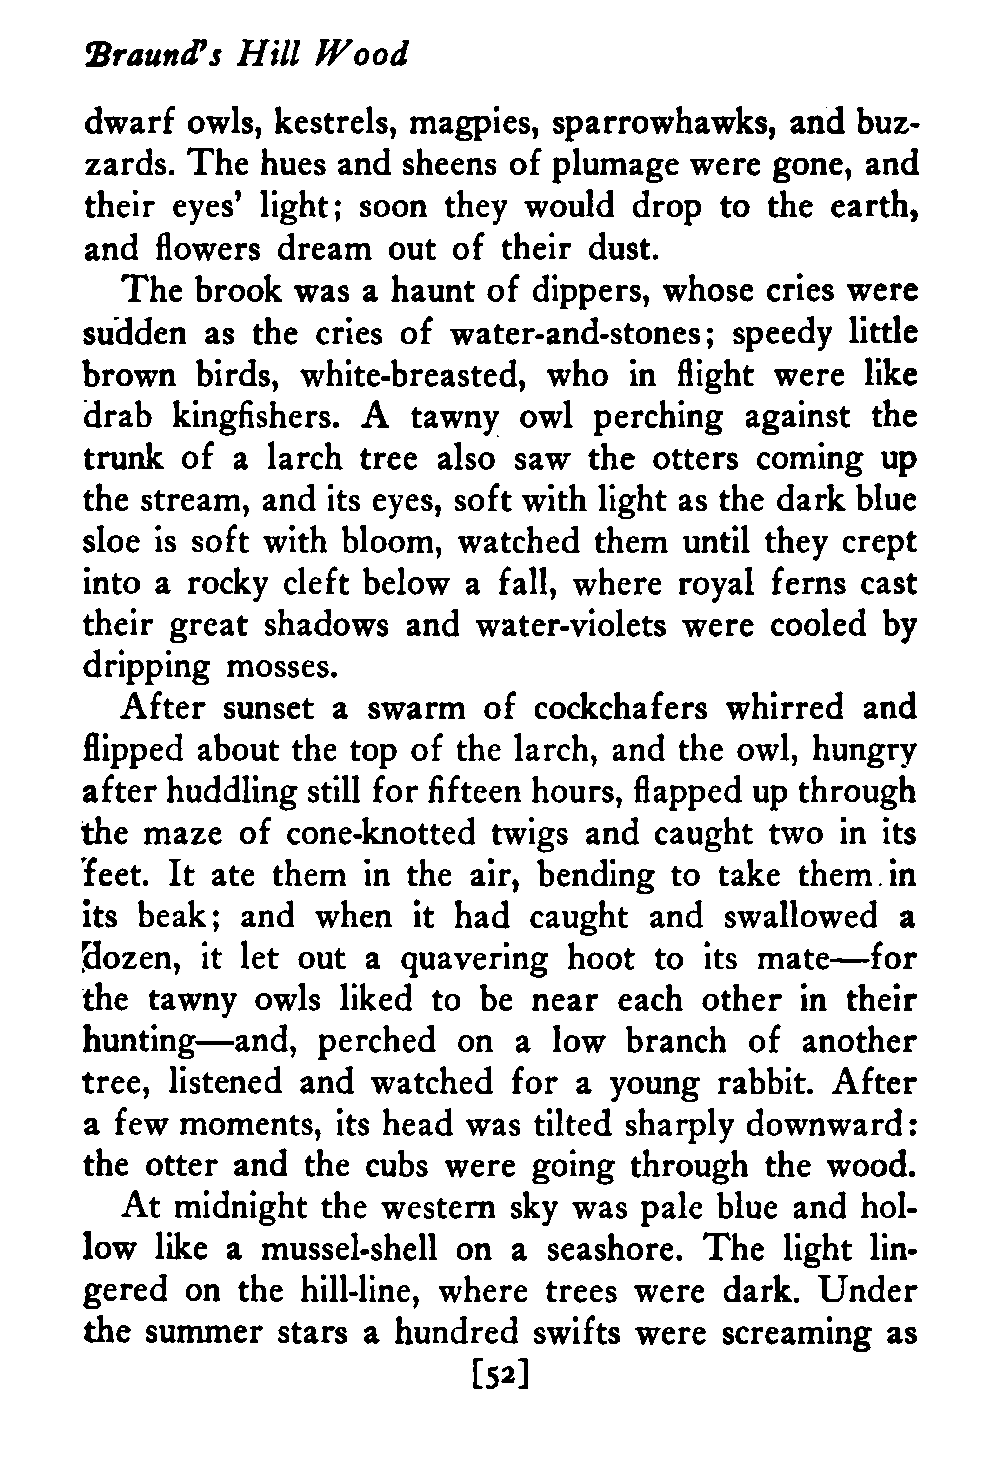 Braund's Hill Wood
dwarf owls, kestrels, magpies, sparrowhawks, and buz-
zards. The hues and sheens of plumage were gone, and
their eyes' light; soon they would drop to the earth,
and flowers dream out of their dust.
The brook was a haunt of dippers, whose cries were
sudden as the cries of water-and-stones; speedy little
brown birds, white-breasted, who in flight were like
drab kingfishers. A tawny owl perching against the
trunk of a larch tree also saw the otters coming up
the stream, and its eyes, soft with light as the dark blue
sloe is soft with bloom, watched them until they crept
into a rocky cleft below a fall, where royal ferns cast
their great shadows and water-violets were cooled by
dripping mosses.
After sunset a swarm of cockchafers whirred and
flipped about the top of the larch, and the owl, hungry
after huddling still for fifteen hours, flapped up through
the maze of cone-knotted twigs and caught two in its
feet. It ate them in the air, bending to take them in
its beak; and when it had caught and swallowed a
dozen, it let out a quavering hoot to its mate—for
the tawny owls liked to be near each other in their
hunting—and, perched on a low branch of another
tree, listened and watched for a young rabbit. After
a few moments, its head was tilted sharply downward:
the otter and the cubs were going through the wood.
At midnight the western sky was pale blue and hol-
low like a mussel-shell on a seashore. The light lin-
gered on the hill-line, where trees were dark. Under
the summer stars a hundred swifts were screaming as
[52]